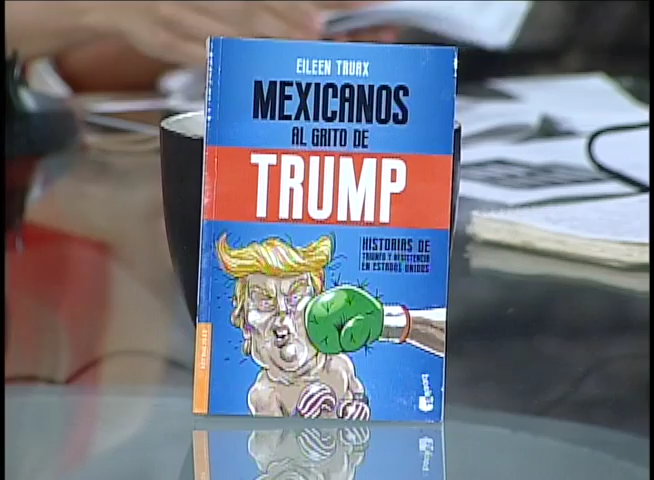 EILEEN TRUAX
MEXICANOS
AL GRITO DE
TRUMP
HISTORIAS DE
TRIUNFO Y RESISTENCIA
EN ESTADOS UNIDOS